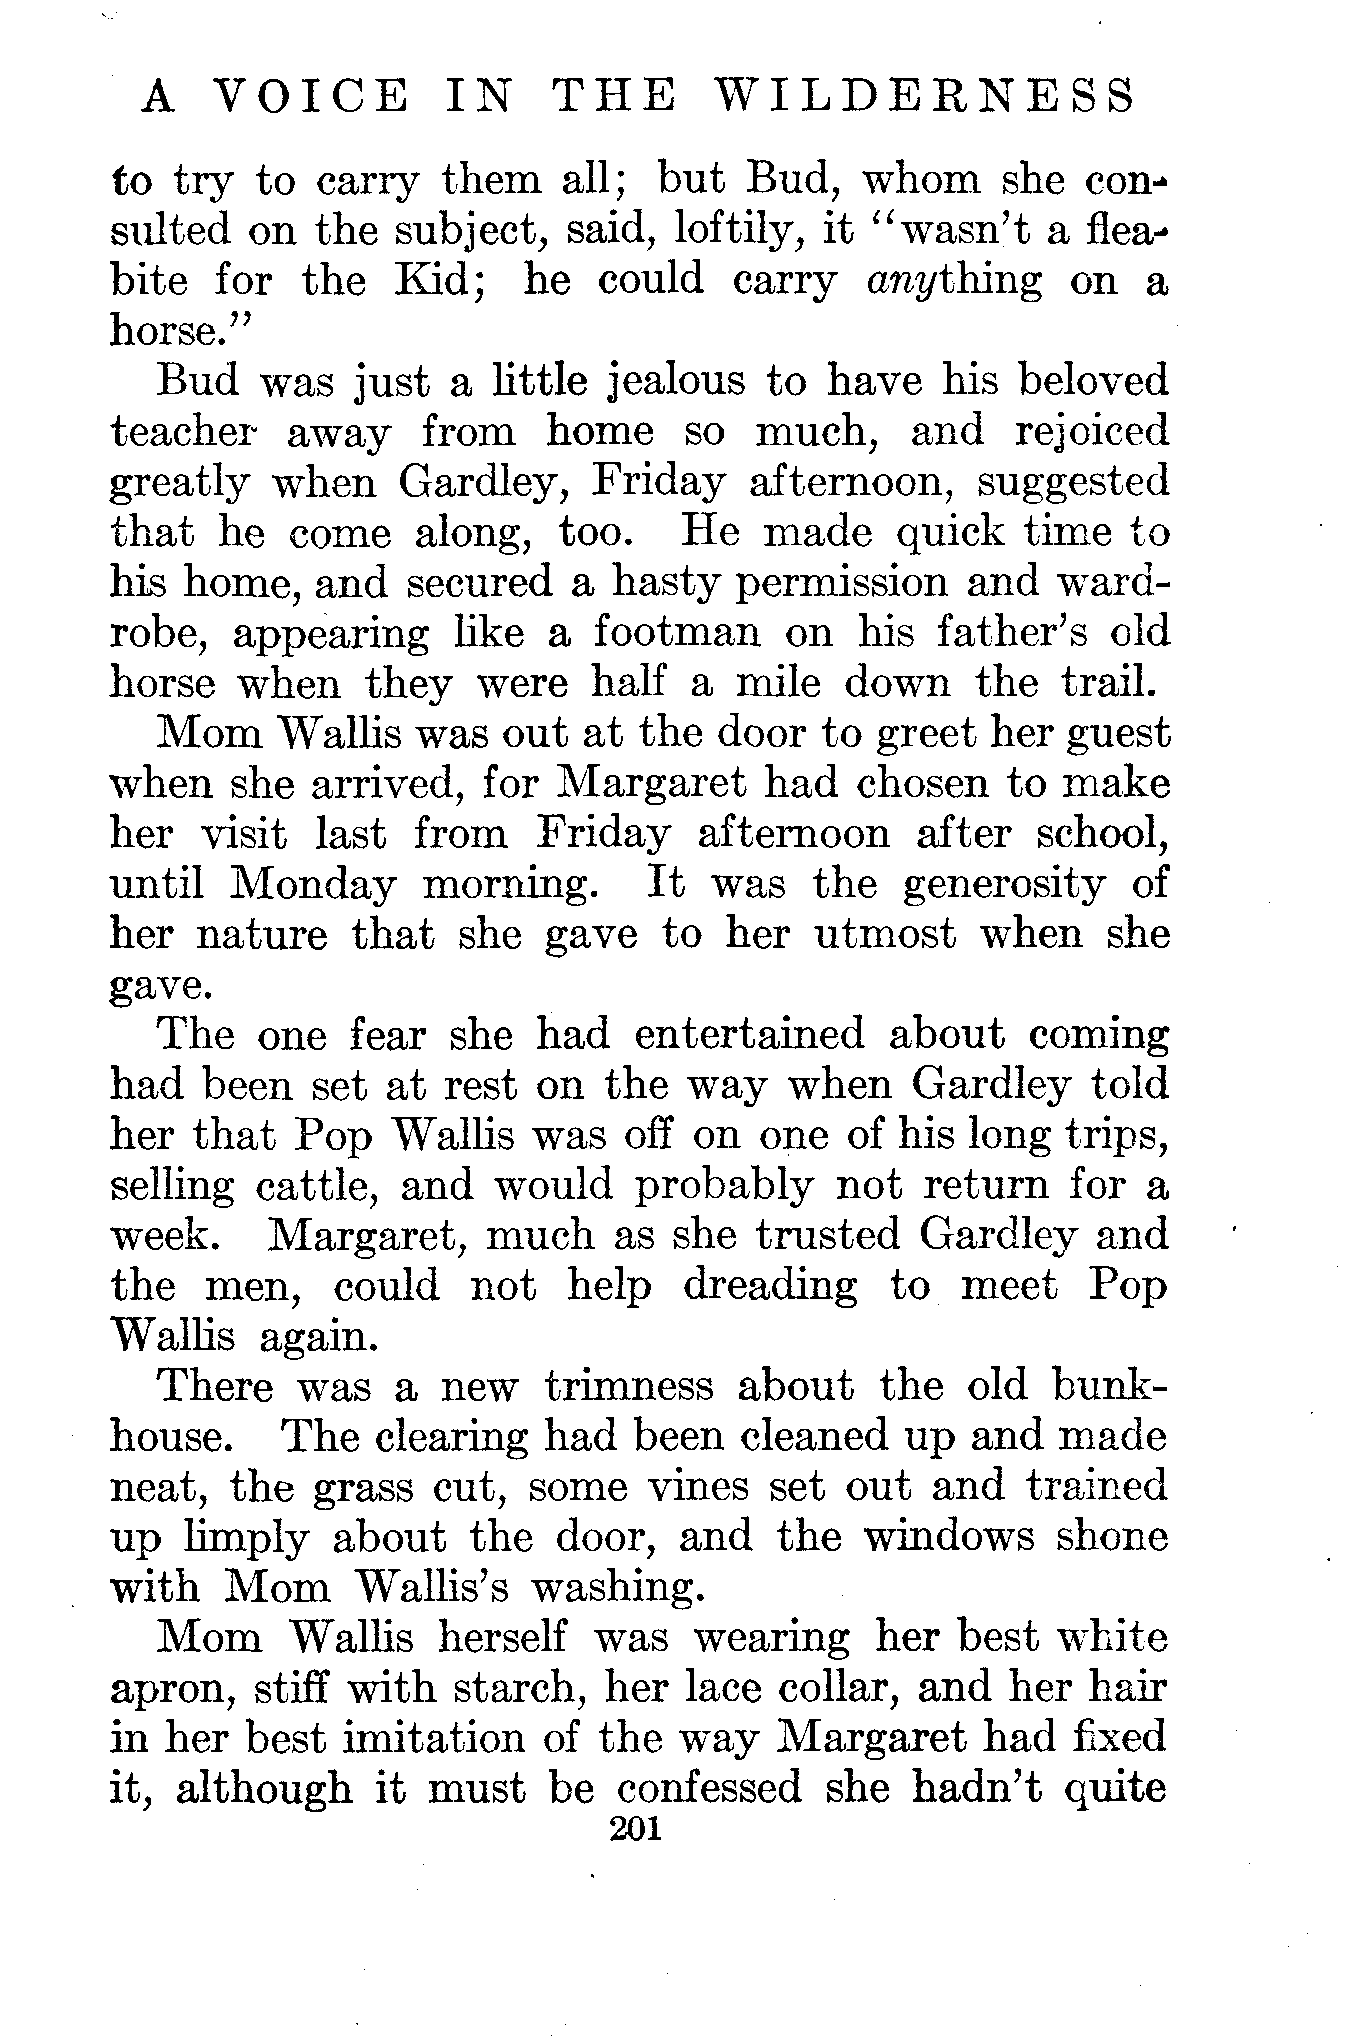 A VOICE IN THE WILDERNESS
to try to carry them all; but Bud, whom she con-
sulted on the subject, said, loftily, it "wasn't a flea-
bite for the Kid; he could carry anything on a
horse."
Bud was just a little jealous to have his beloved
teacher away from home so much, and rejoiced
greatly when Gardley, Friday afternoon, suggested
that he come along, too. He made quick time to
his home, and secured a hasty permission and ward-
robe, appearing like a footman on his father's old
horse when they were half a mile down the trail.
Mom Wallis was out at the door to greet her guest
when she arrived, for Margaret had chosen to make
her visit last from Friday afternoon after school,
until Monday morning. It was the generosity of
her nature that she gave to her utmost when she
gave.
The one fear she had entertained about coming
had been set at rest on the way when Gardley told
her that Pop Wallis was off on one of his long trips,
selling cattle, and would probably not return for a
week. Margaret, much as she trusted Gardley and
the men, could not help dreading to meet Pop
Wallis again.
There was a new trimness about the old bunk-
house. The clearing had been cleaned up and made
neat, the grass cut, some vines set out and trained
up limply about the door, and the windows shone
with Mom Wallis's washing.
Mom Wallis herself was wearing her best white
apron, stiff with starch, her lace collar, and her hair
in her best imitation of the way Margaret had fixed
it, although it must be confessed she hadn't quite
201